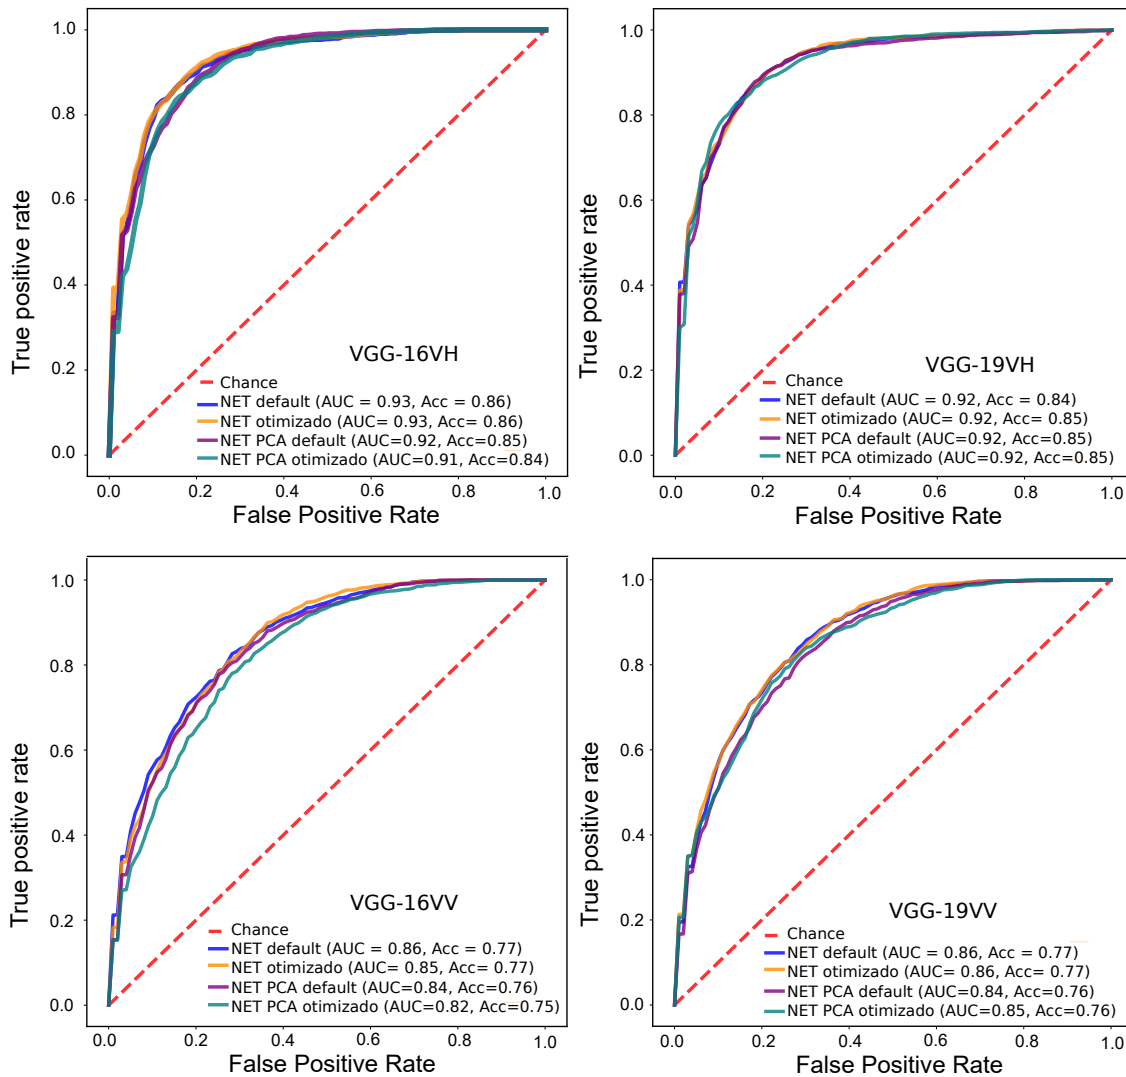 1.0
0.8
0.6
0.4
0.2
0.0
True positive rate
VGG-16VH
Chance
NET default (AUC = 0.93, Acc = 0.86)
NET otimizado (AUC= 0.93, Acc= 0.86)
NET PCA default (AUC=0.92, Acc=0.85)
NET PCA otimizado (AUC=0.91, Acc=0.84)
0.0 0.2 0.4 0.6 0.8 1.0
False Positive Rate
1.0
0.8
0.6
0.4
0.2
0.0
True positive rate
VGG-19VH
Chance
NET default (AUC = 0.92, Acc = 0.84)
NET otimizado (AUC= 0.92, Acc= 0.85)
NET PCA default (AUC=0.92, Acc=0.85)
NET PCA otimizado (AUC=0.92, Acc=0.85)
0.0 0.2 0.4 0.6 0.8 1.0
False Positive Rate
1.0
0.8
0.6
0.4
0.2
0.0
True positive rate
VGG-16VV
Chance
NET default (AUC = 0.86, Acc = 0.77)
NET otimizado (AUC= 0.85, Acc= 0.77)
NET PCA default (AUC=0.84, Acc=0.76)
NET PCA otimizado (AUC=0.82, Acc=0.75)
0.0 0.2 0.4 0.6 0.8 1.0
False Positive Rate
1.0
0.8
0.6
0.4
0.2
0.0
True positive rate
VGG-19VV
Chance
NET default (AUC = 0.86, Acc = 0.77)
NET otimizado (AUC= 0.86, Acc= 0.77)
NET PCA default (AUC=0.84, Acc=0.76)
NET PCA otimizado (AUC=0.85, Acc=0.76)
0.0 0.2 0.4 0.6 0.8 1.0
False Positive Rate